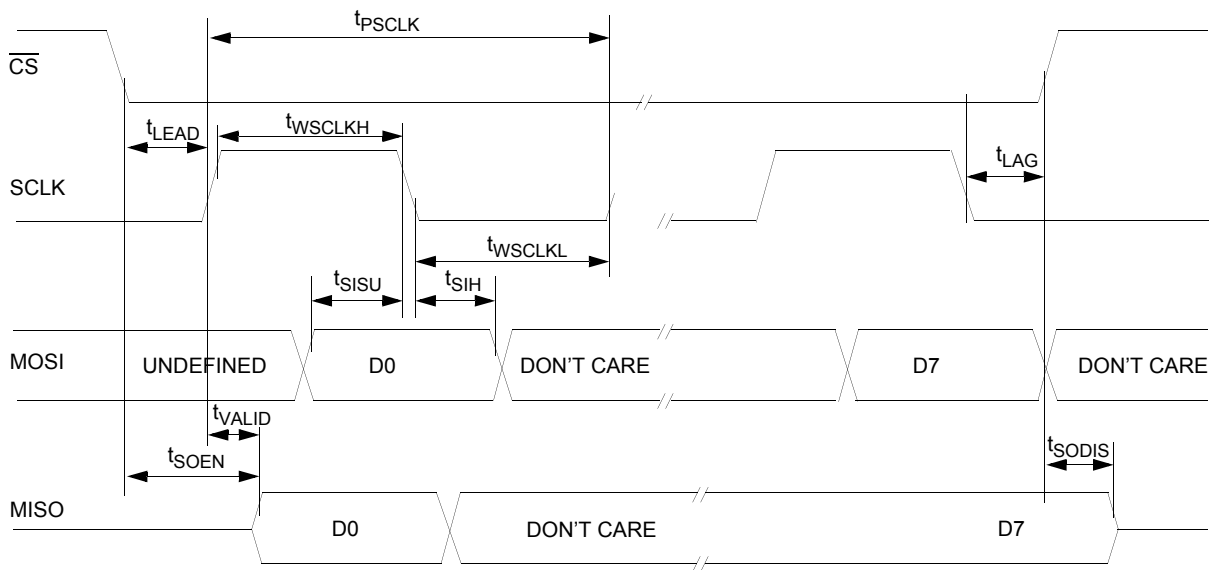 tPSCLK
CS
tLEAD
tWSCLKH
tLAG
SCLK
tWSCLKL
tSISU
tSIH
MOSI
UNDEFINED
D0
DON'T CARE
D7
DON'T CARE
tVALID
tSOEN
tSODIS
MISO
D0
DON'T CARE
D7